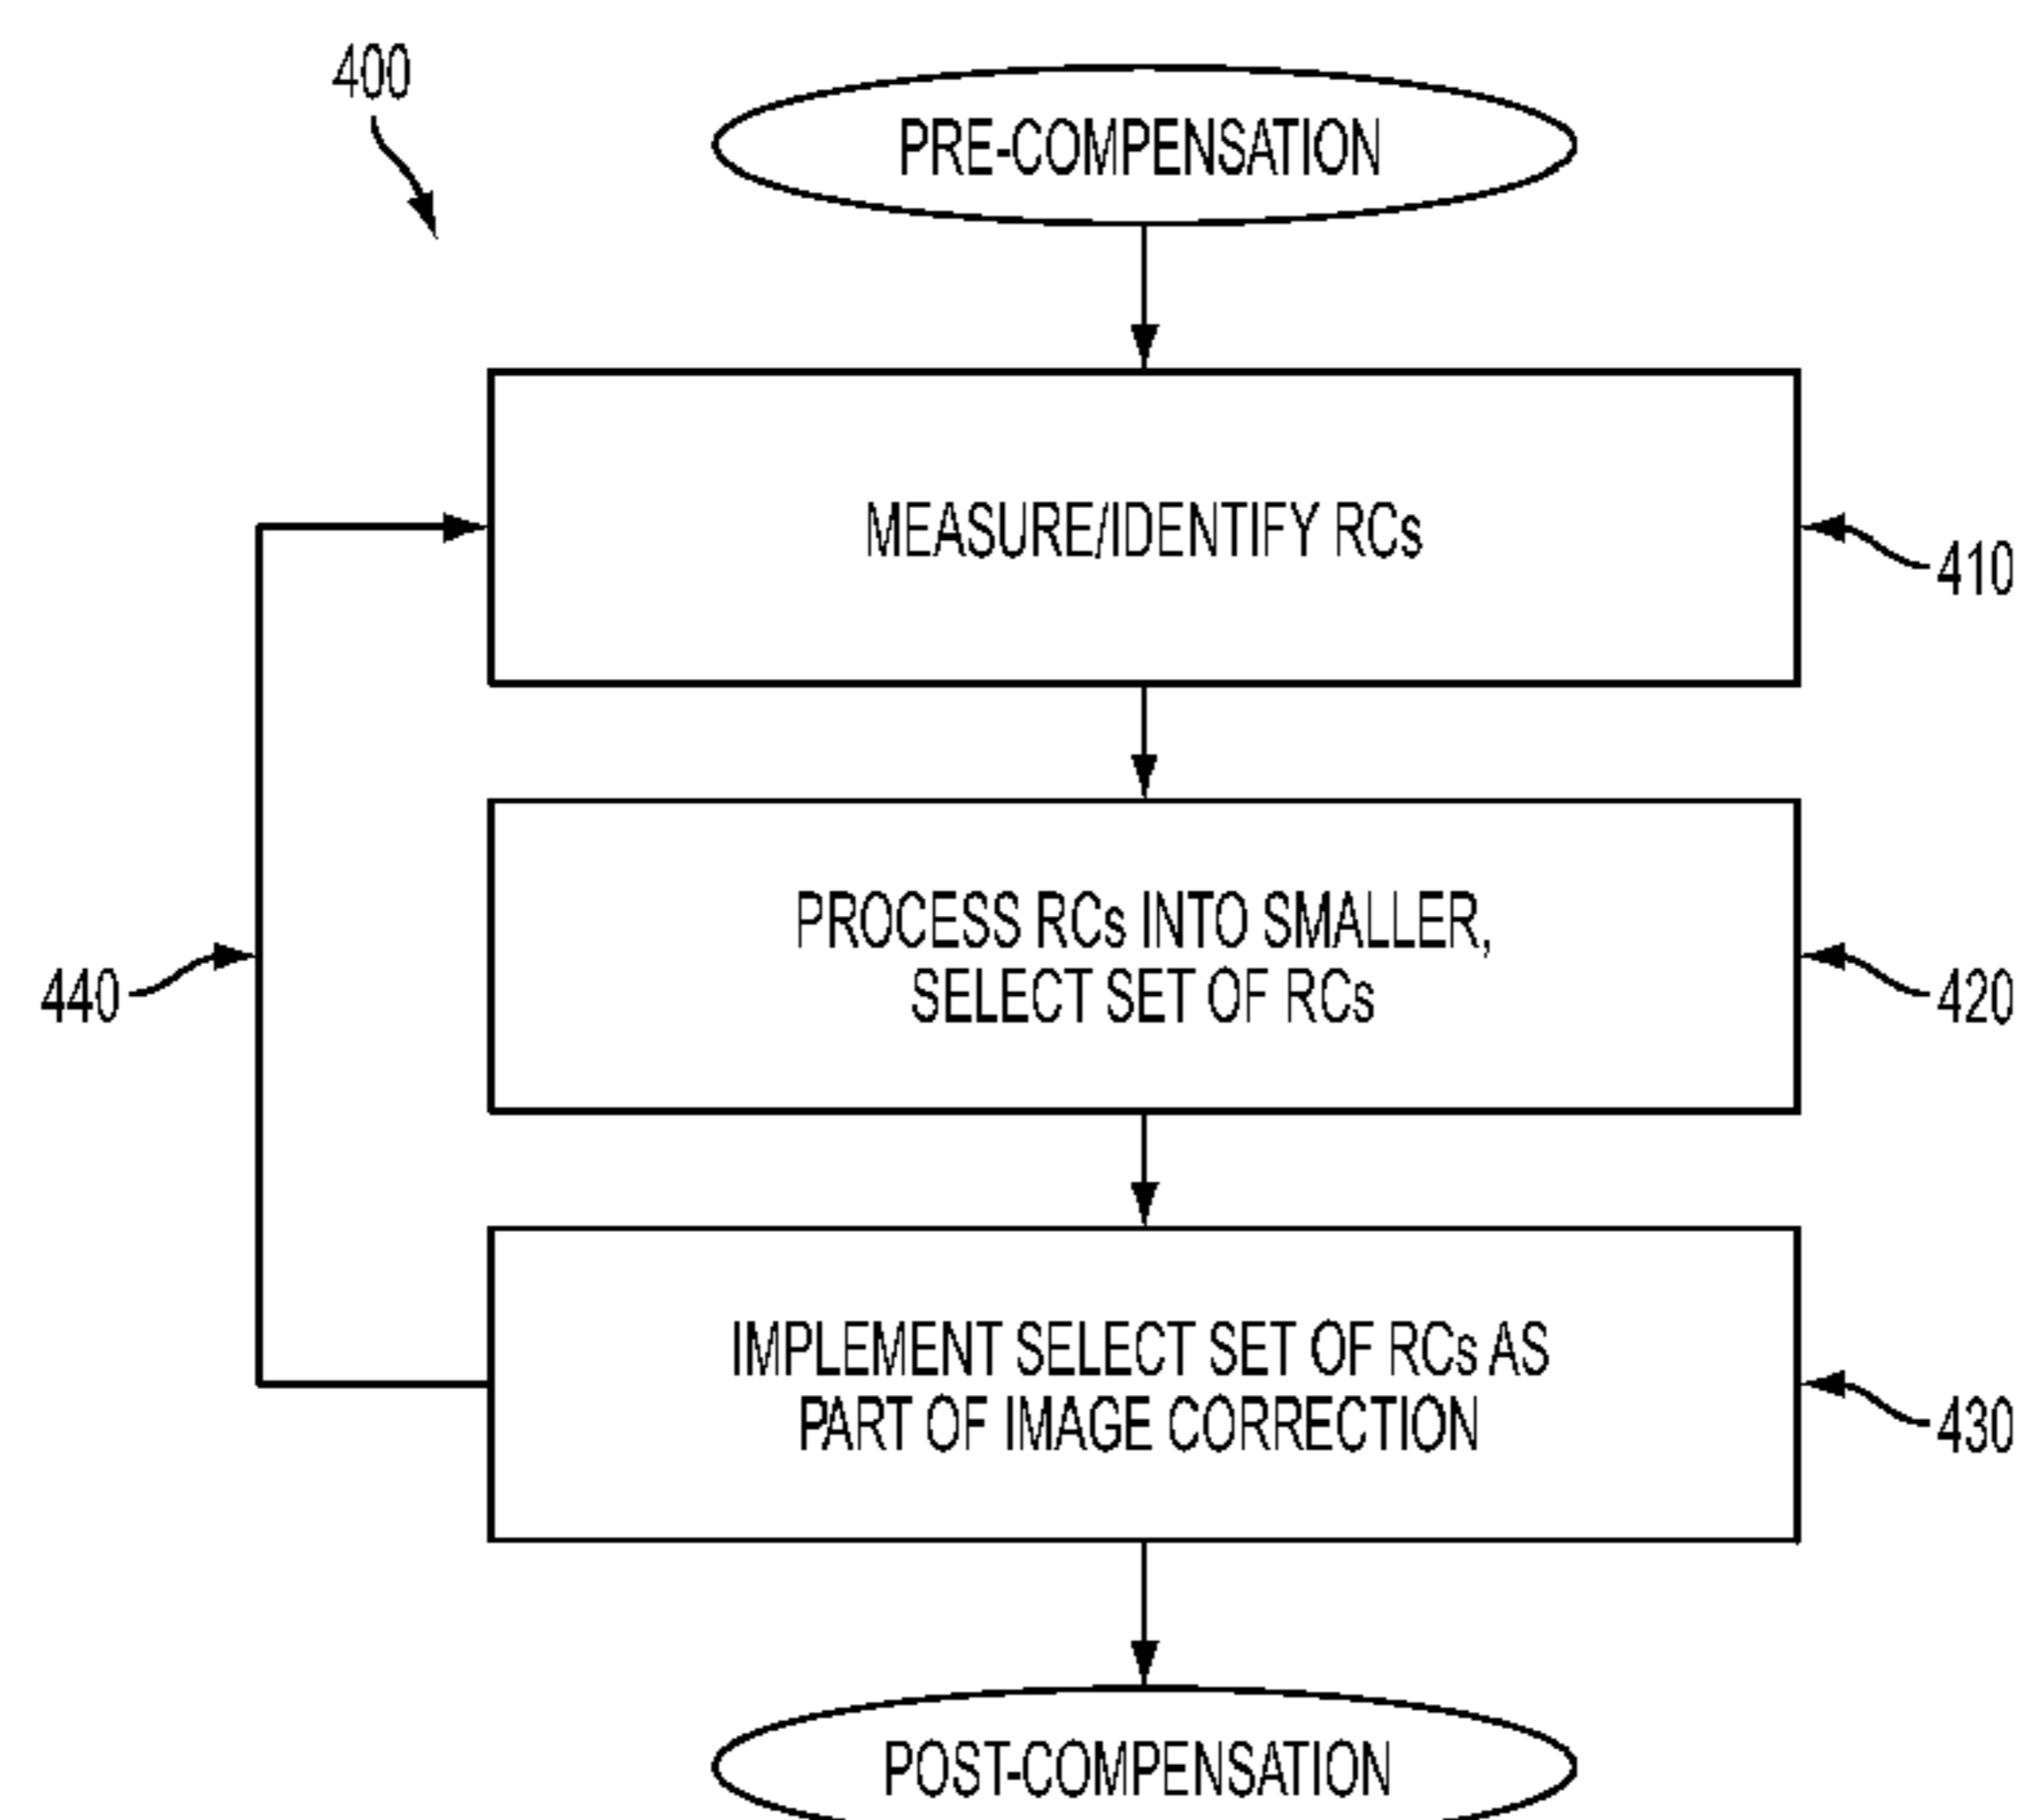 400
PRE-COMPENSATION
MEASURE/IDENTIFY RCs
410
PROCESS RCs INTO SMALLER,
SELECT SET OF RCs
440
420
IMPLEMENT SELECT SET OF RCs AS
PART OF IMAGE CORRECTION
430
POST-COMPENSATION